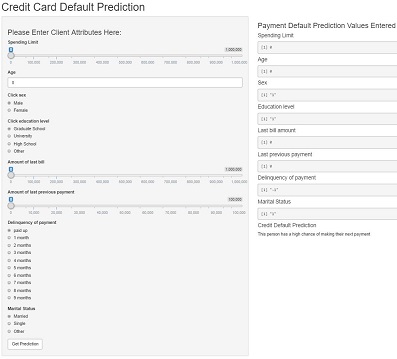 Credit Card Default Prediction
Please Enter Client Attributes Here:
Spending Limit
0 1,000,000
0 100,000 200,000 300,000 400,000 500,000 600,000 700,000 800,000 900,000 1,000,000
Age
0
Click sex
Male
Female
Click education level
Graduate School
University
High School
Other
Amount of last bill
0 1,000,000
0 100,000 200,000 300,000 400,000 500,000 600,000 700,000 800,000 900,000 1,000,000
Amount of last previous payment
0 100,000
0 10,000 20,000 30,000 40,000 50,000 60,000 70,000 80,000 90,000 100,000
Delinquency of payment
paid up
1 month
2 months
3 months
4 months
5 months
6 months
7 months
8 months
9 months
Marital Status
Married
Single
Other
Get Prediction
Payment Default Prediction Values Entered
Spending Limit
[1] 0
Age
[1] 0
Sex
[1]
Education level
[1]
Last bill amount
[1] 0
Last previous payment
[1] 0
Delinquency of payment
[1] "-1"
Marital Status
[1]
Credit Default Prediction
This person has a high chance of making their next payment